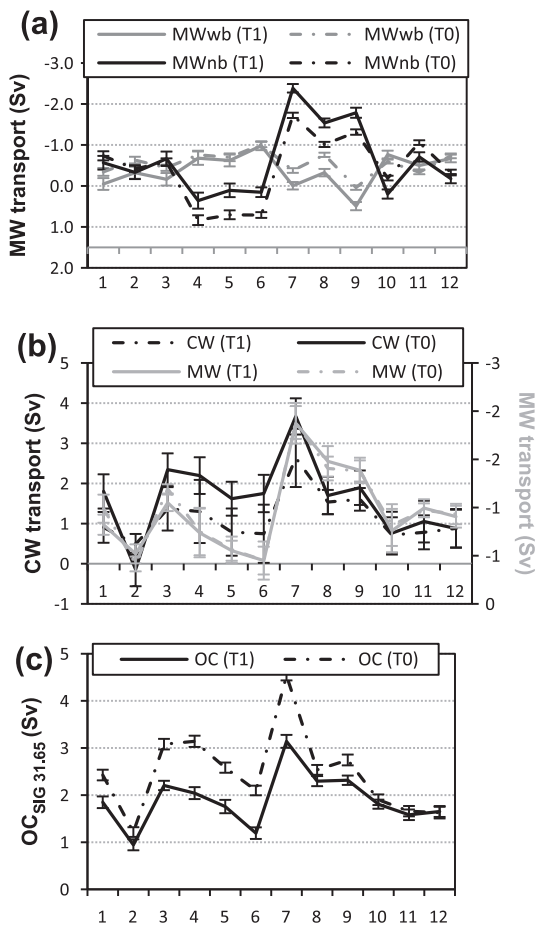 (a)
MWwb (T1) MWwb (T0)
MWnb (T1) MWnb (T0)
MW transport (Sv)
-3.0
-2.0
-1.0
0.0
1.0
2.0
1 2 3 4 5 6 7 8 9 10 11 12
(b)
CW (T1) CW (T0)
MW (T1) MW (T0)
CW transport (Sv)
5
4
3
2
1
0
-1
MW transport (Sv)
-3
-2
-2
-1
-1
0
1 2 3 4 5 6 7 8 9 10 11 12
(c)
OC (T1) OC (T0)
OCSIG 31.65 (Sv)
5
4
3
2
1
0
1 2 3 4 5 6 7 8 9 10 11 12